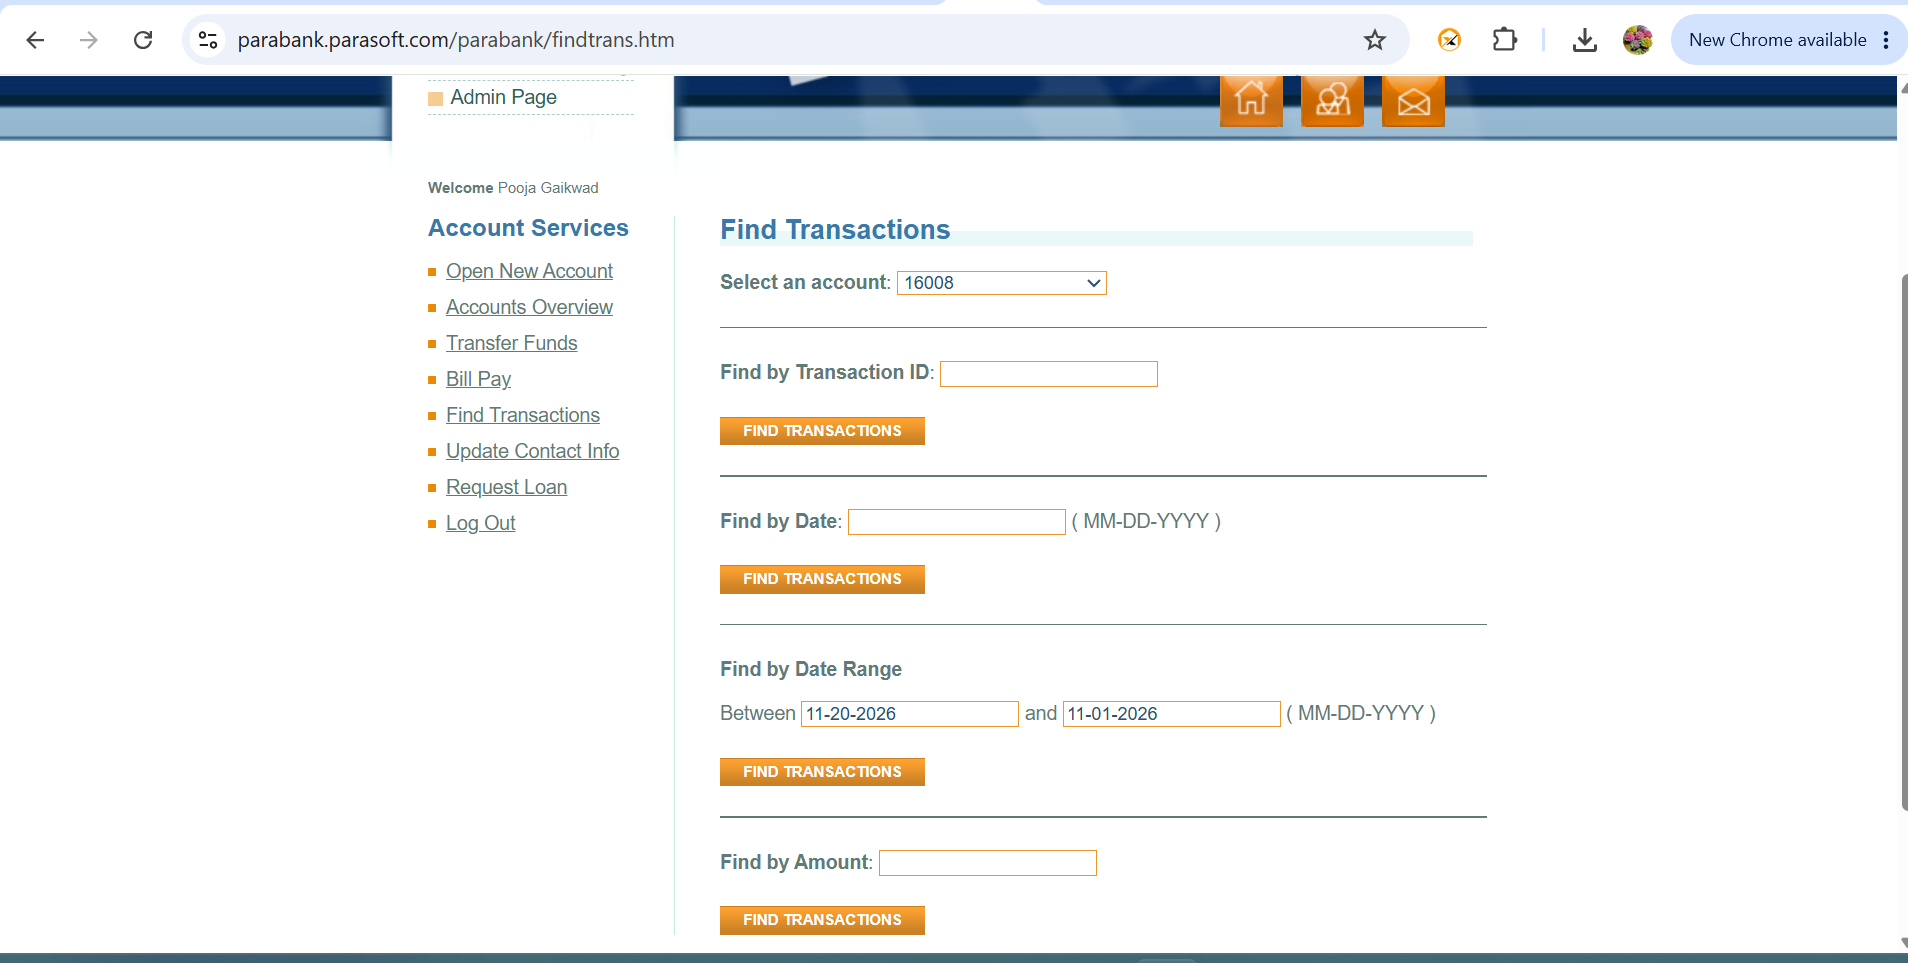 parabank.parasoft.com/parabank/findtrans.htm
New Chrome available
Admin Page
Welcome Pooja Gaikwad
Account Services
Open New Account
Accounts Overview
Transfer Funds
Bill Pay
Find Transactions
Update Contact Info
Request Loan
Log Out
Find Transactions
Select an account: 16008
Find by Transaction ID:
FIND TRANSACTIONS
Find by Date: ( MM-DD-YYYY )
FIND TRANSACTIONS
Find by Date Range
Between 11-20-2026 and 11-01-2026 ( MM-DD-YYYY )
FIND TRANSACTIONS
Find by Amount:
FIND TRANSACTIONS